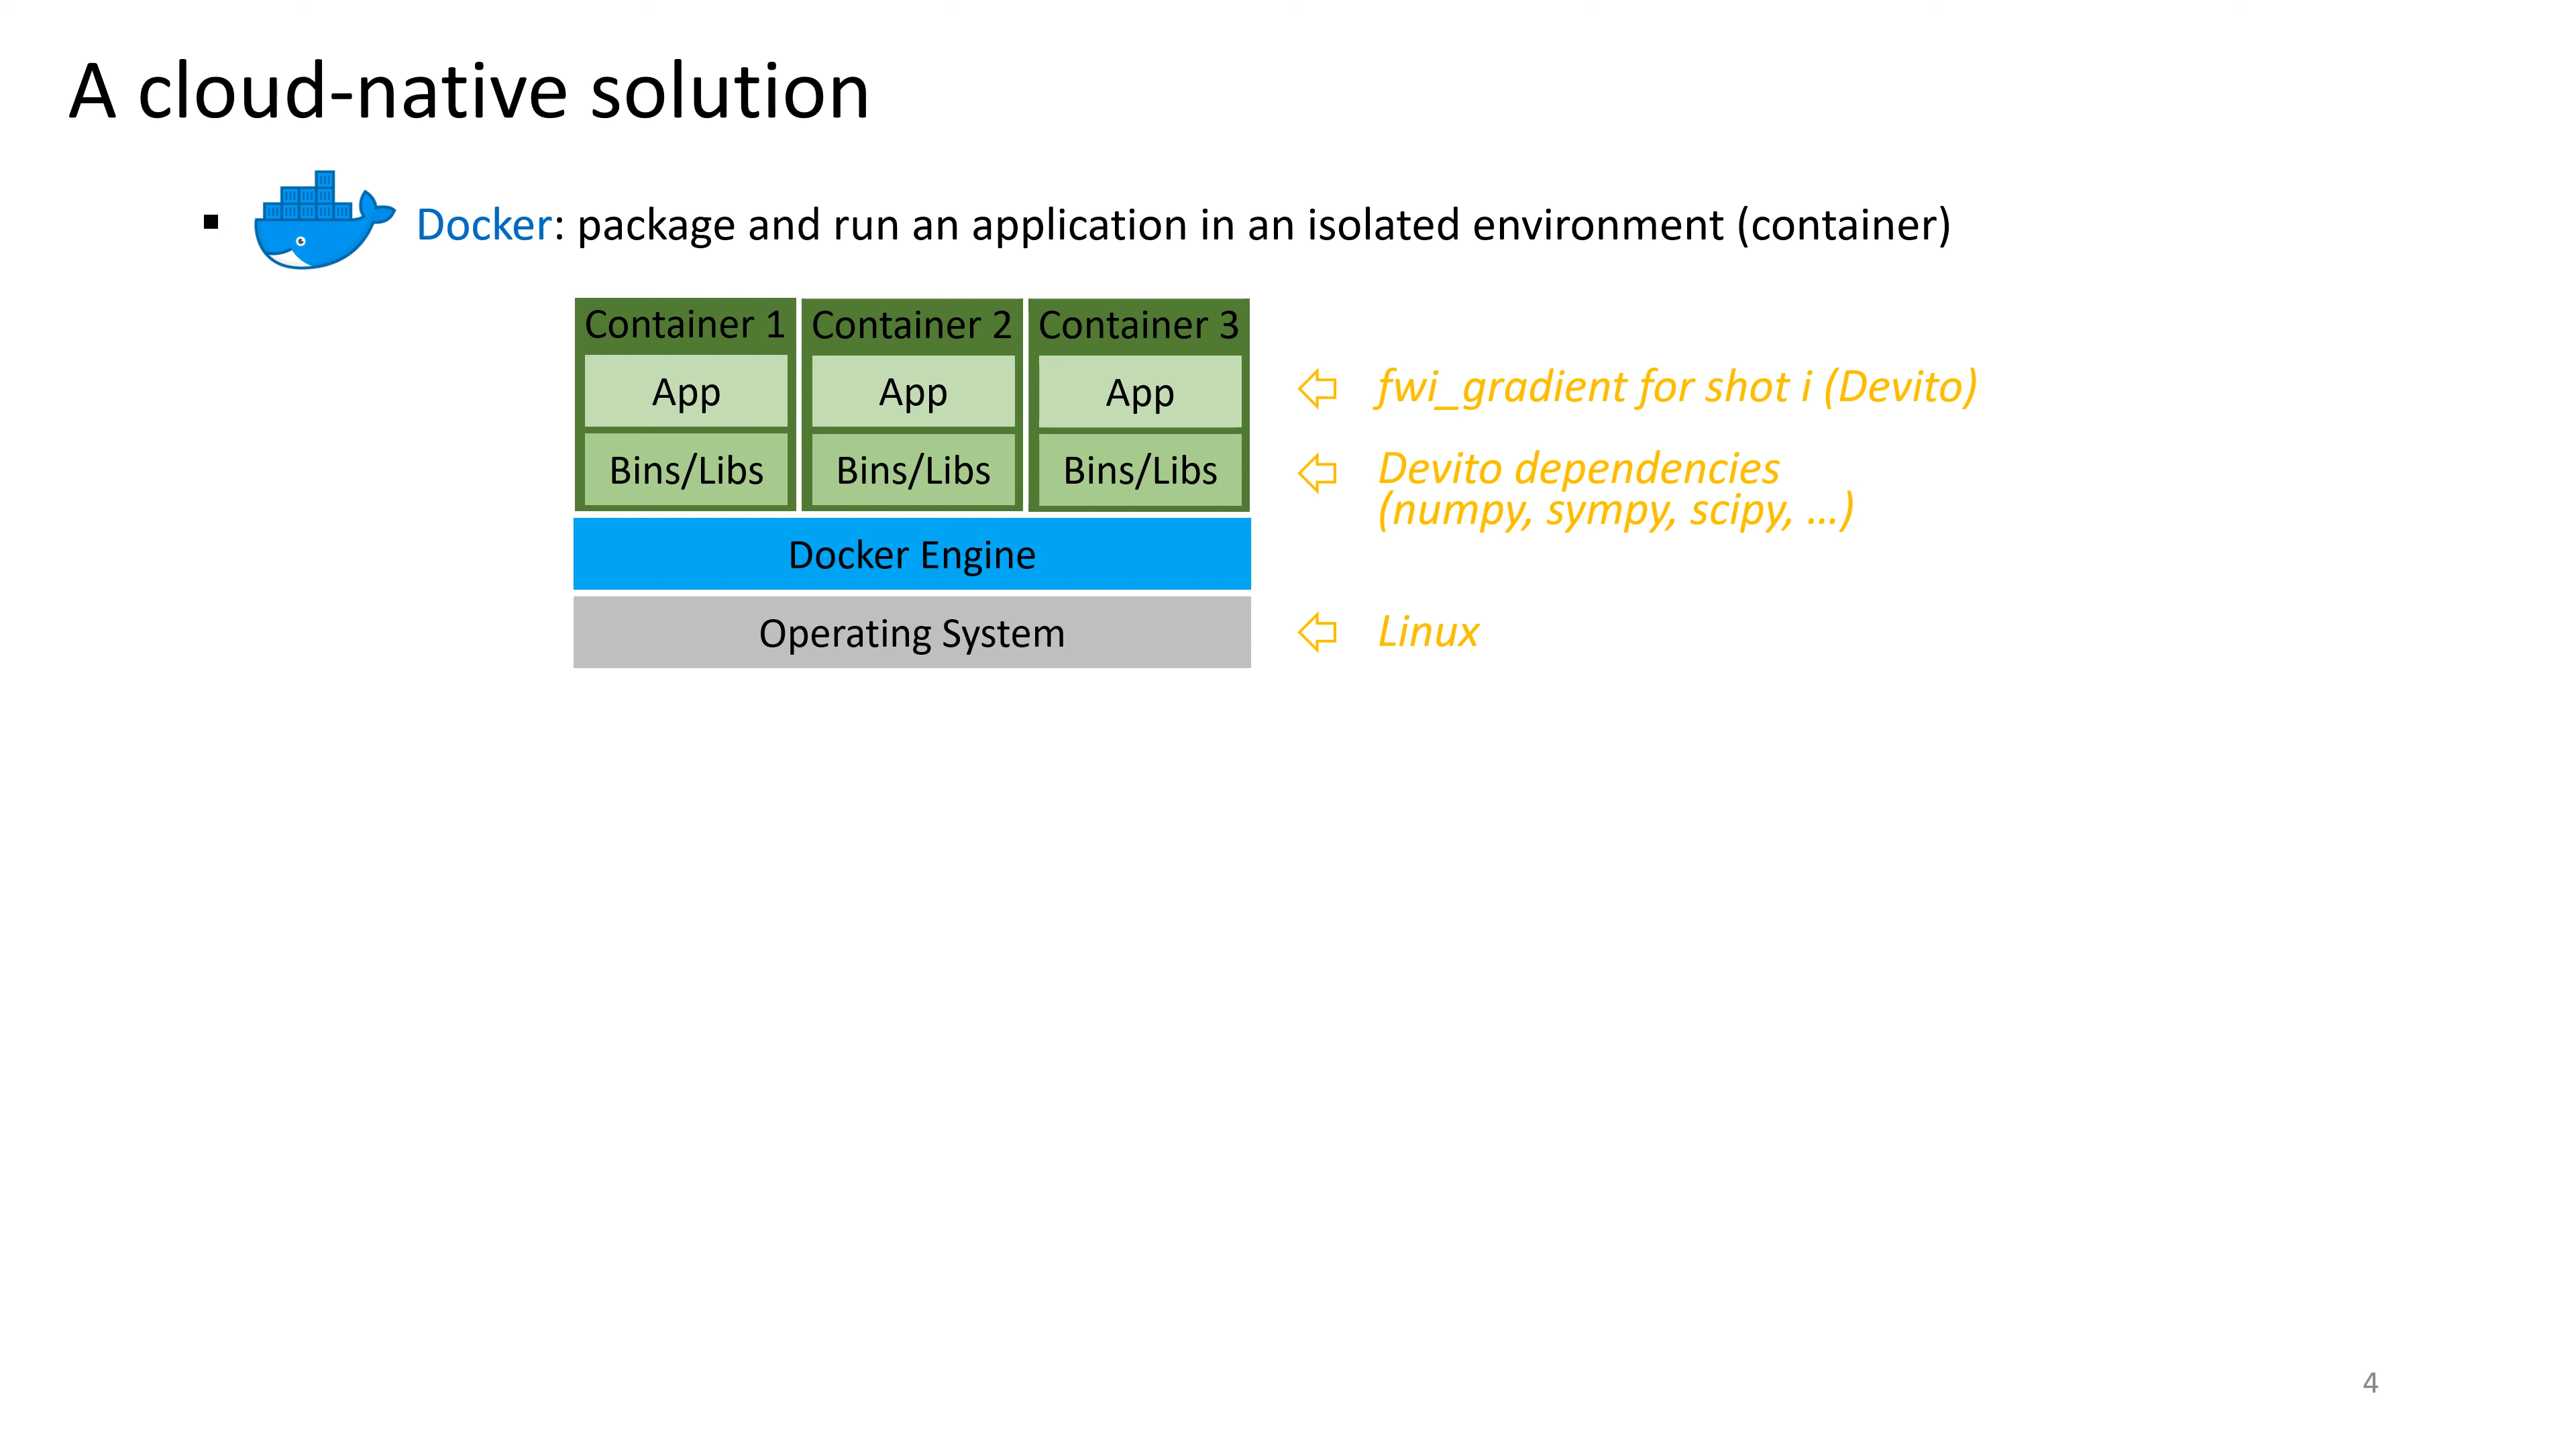 A cloud-native solution
▪ Docker: package and run an application in an isolated environment (container)
Container 1 Container 2 Container 3
App App App
fwi_gradient for shot i (Devito)
Bins/Libs Bins/Libs Bins/Libs
Devito dependencies
(numpy, sympy, scipy, ...)
Docker Engine
Operating System
Linux
4